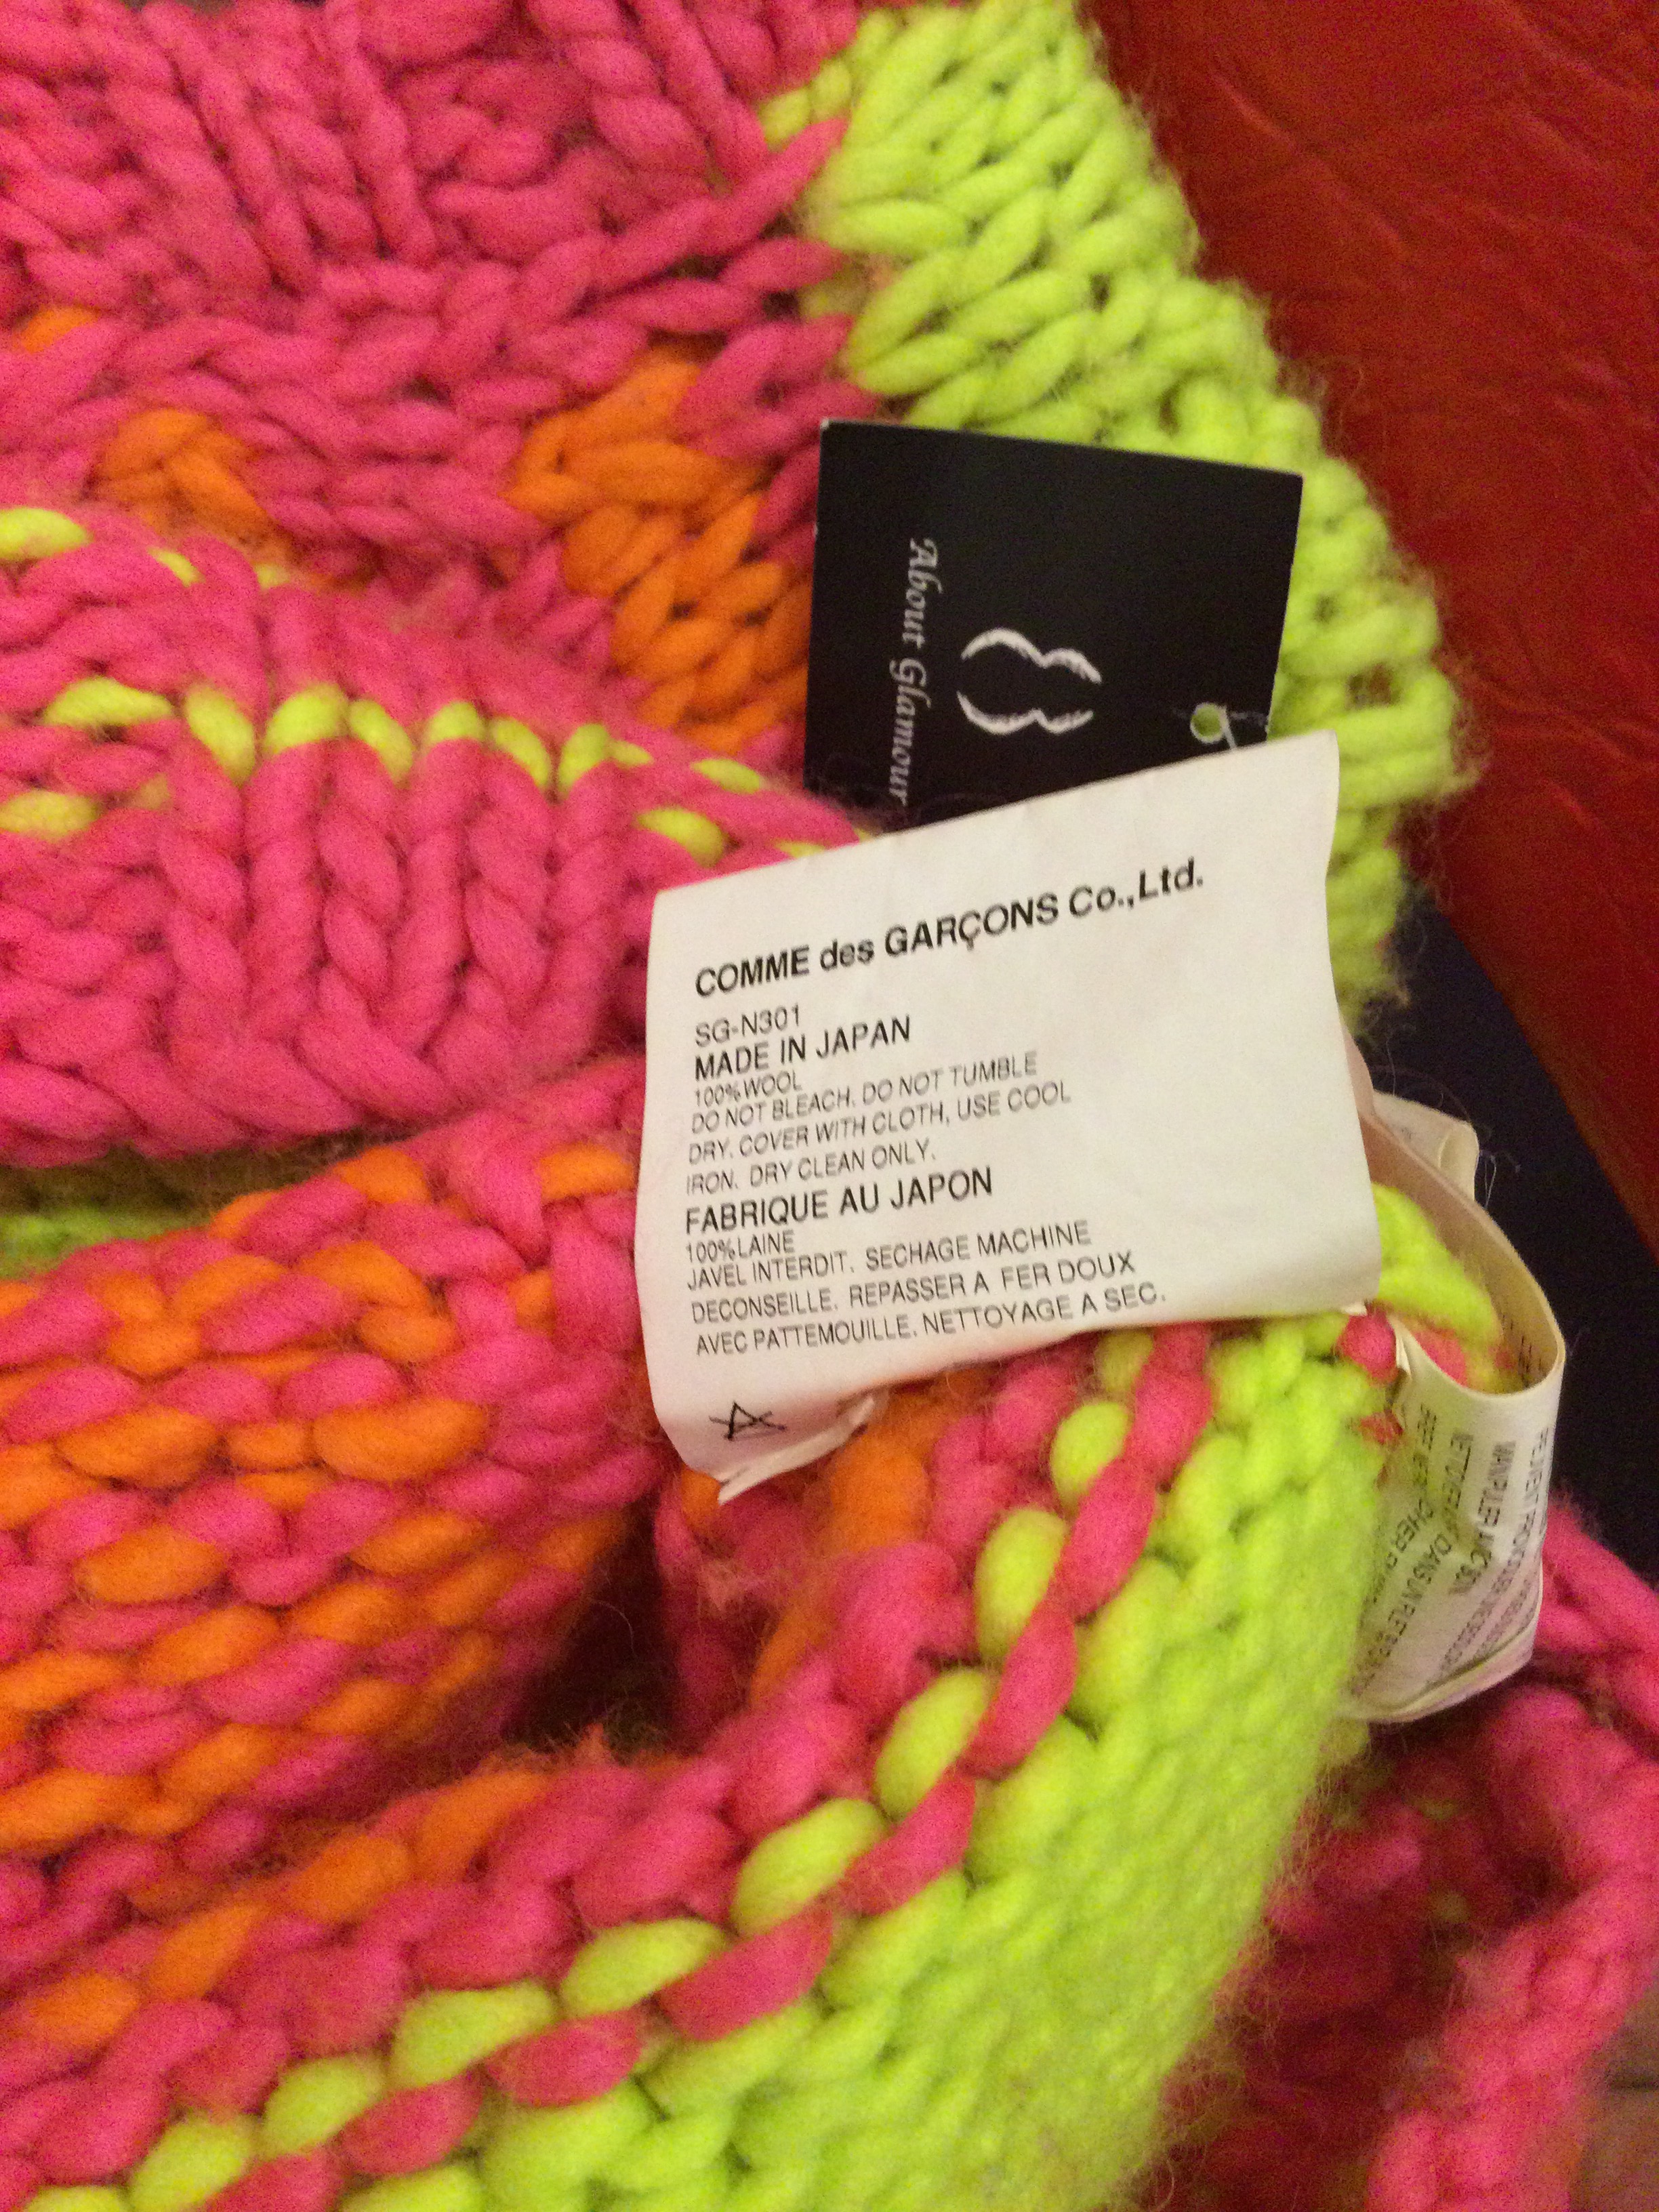 About Glamour
COMME des GARÇONS Co.,Ltd.
SG-N301
MADE IN JAPAN
100%WOOL
DO NOT BLEACH. DO NOT TUMBLE
DRY. COVER WITH CLOTH, USE COOL
IRON. DRY CLEAN ONLY.
FABRIQUE AU JAPON
100%LAINE
JAVEL INTERDIT. SECHAGE MACHINE
DECONSEILLE. REPASSER A FER DOUX
AVEC PATTEMOUILLE. NETTOYAGE A SEC.